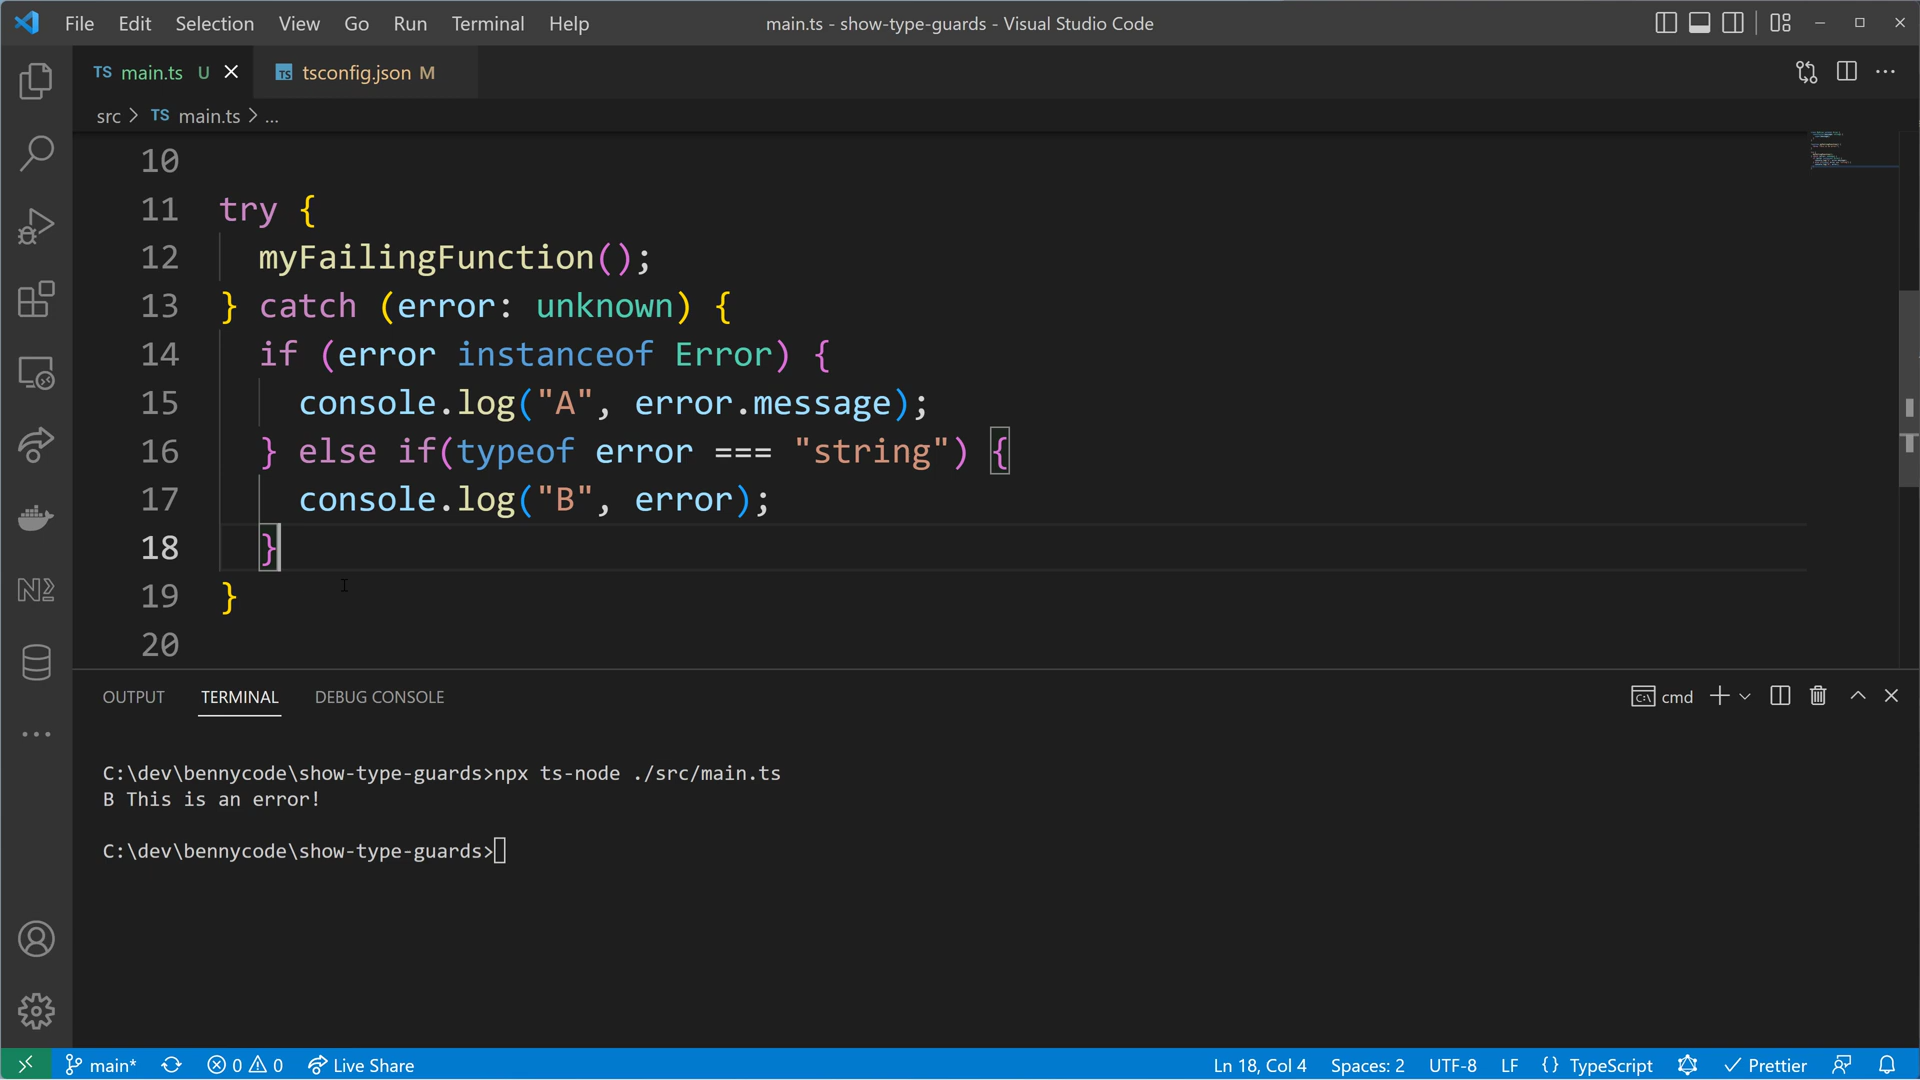 File Edit Selection View Go Run Terminal Help main.ts - show-type-guards - Visual Studio Code
TS main.ts U TS tsconfig.json M
src > TS main.ts > ...
10
11 try {
12 myFailingFunction();
13 } catch (error: unknown) {
14 if (error instanceof Error) {
15 console.log("A", error.message);
16 } else if(typeof error === "string") {
17 console.log("B", error);
18 }
19 }
20
OUTPUT TERMINAL DEBUG CONSOLE cmd
C:\dev\bennycode\show-type-guards>npx ts-node ./src/main.ts
B This is an error!
C:\dev\bennycode\show-type-guards>
main* 0 0 Live Share Ln 18, Col 4 Spaces: 2 UTF-8 LF {} TypeScript Prettier